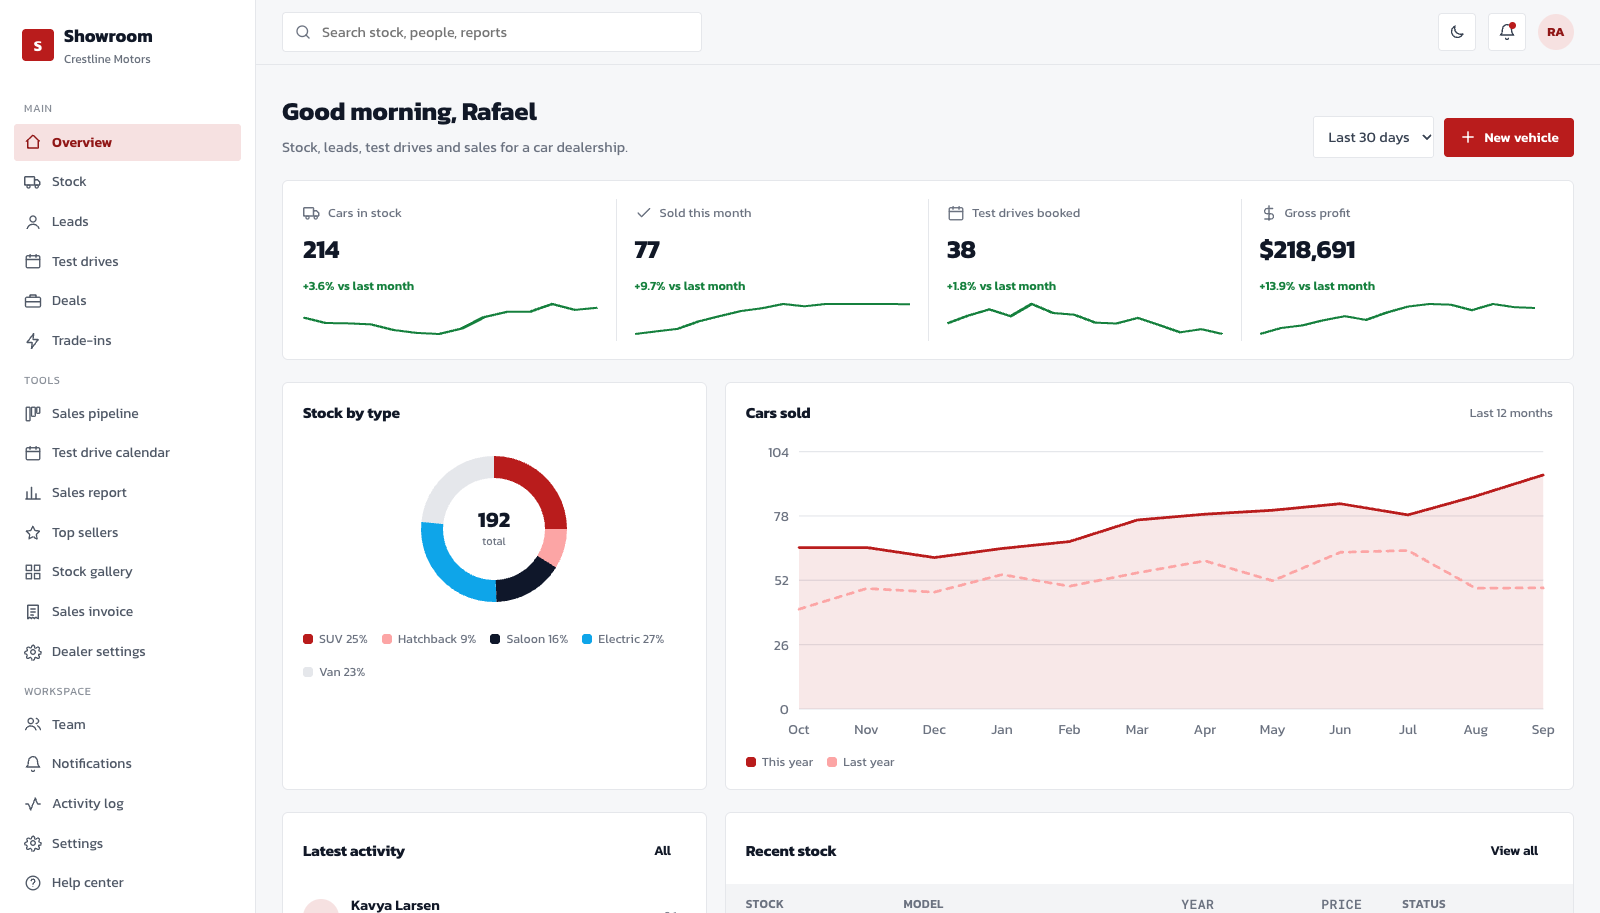 S
Showroom
Crestline Motors
MAIN
Overview
Stock
Leads
Test drives
Deals
Trade-ins
TOOLS
Sales pipeline
Test drive calendar
Sales report
Top sellers
Stock gallery
Sales invoice
Dealer settings
WORKSPACE
Team
Notifications
Activity log
Settings
Help center
Search stock, people, reports
RA
Good morning, Rafael
Stock, leads, test drives and sales for a car dealership.
Last 30 days
New vehicle
Cars in stock
214
+3.6% vs last month
Sold this month
77
+9.7% vs last month
Test drives booked
38
+1.8% vs last month
Gross profit
$218,691
+13.9% vs last month
Stock by type
192
total
SUV 25%
Hatchback 9%
Saloon 16%
Electric 27%
Van 23%
Cars sold
Last 12 months
104
78
52
26
0
Oct Nov Dec Jan Feb Mar Apr May Jun Jul Aug Sep
This year
Last year
Latest activity
All
Kavya Larsen
Recent stock
View all
STOCK MODEL YEAR PRICE STATUS